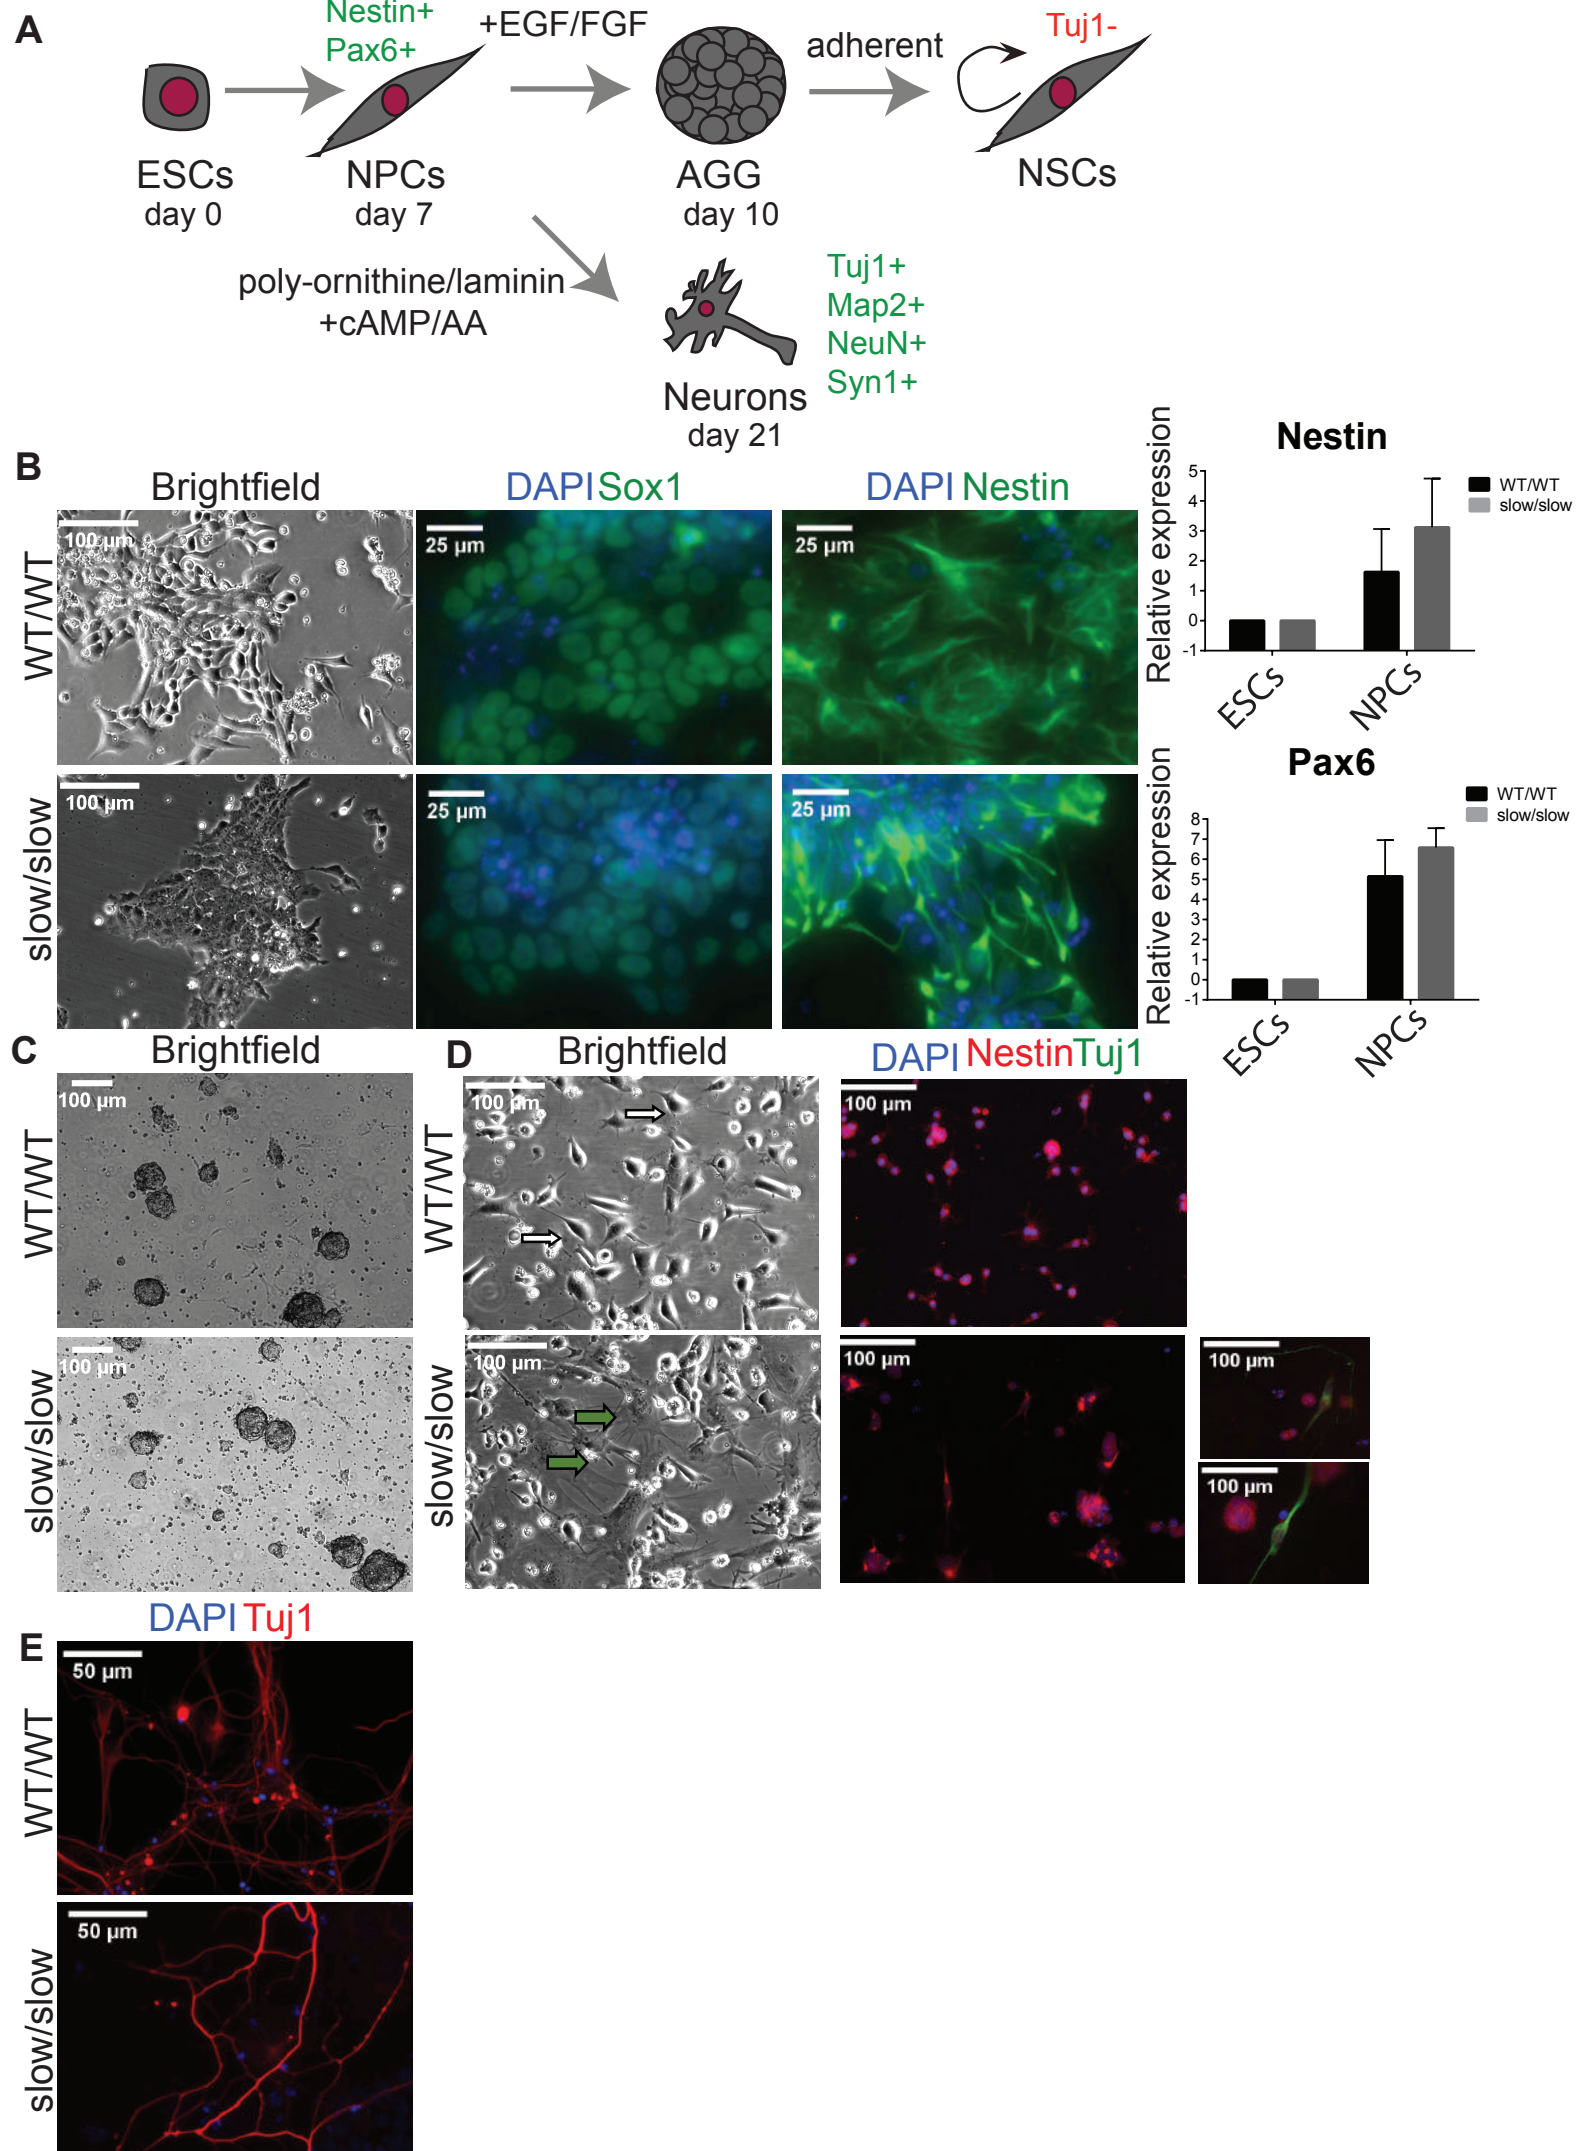 A
Nestin+
Pax6+
+EGF/FGF
adherent
Tuj1-
ESCs
day 0
NPCs
day 7
AGG
day 10
NSCs
poly-ornithine/laminin
+cAMP/AA
Tuj1+
Map2+
NeuN+
Syn1+
Neurons
day 21
B
Brightfield
DAPI Sox1
DAPI Nestin
WT/WT
100 µm
25 µm
25 µm
slow/slow
100 µm
25 µm
25 µm
Nestin
Relative expression
5
4
3
2
1
0
-1
ESCs
NPCs
WT/WT
slow/slow
Pax6
Relative expression
8
7
6
5
4
3
2
1
0
-1
ESCs
NPCs
WT/WT
slow/slow
C
Brightfield
WT/WT
100 µm
slow/slow
100 µm
D
Brightfield
DAPI Nestin Tuj1
WT/WT
100 µm
100 µm
slow/slow
100 µm
100 µm
100 µm
100 µm
E
DAPI Tuj1
WT/WT
50 µm
slow/slow
50 µm